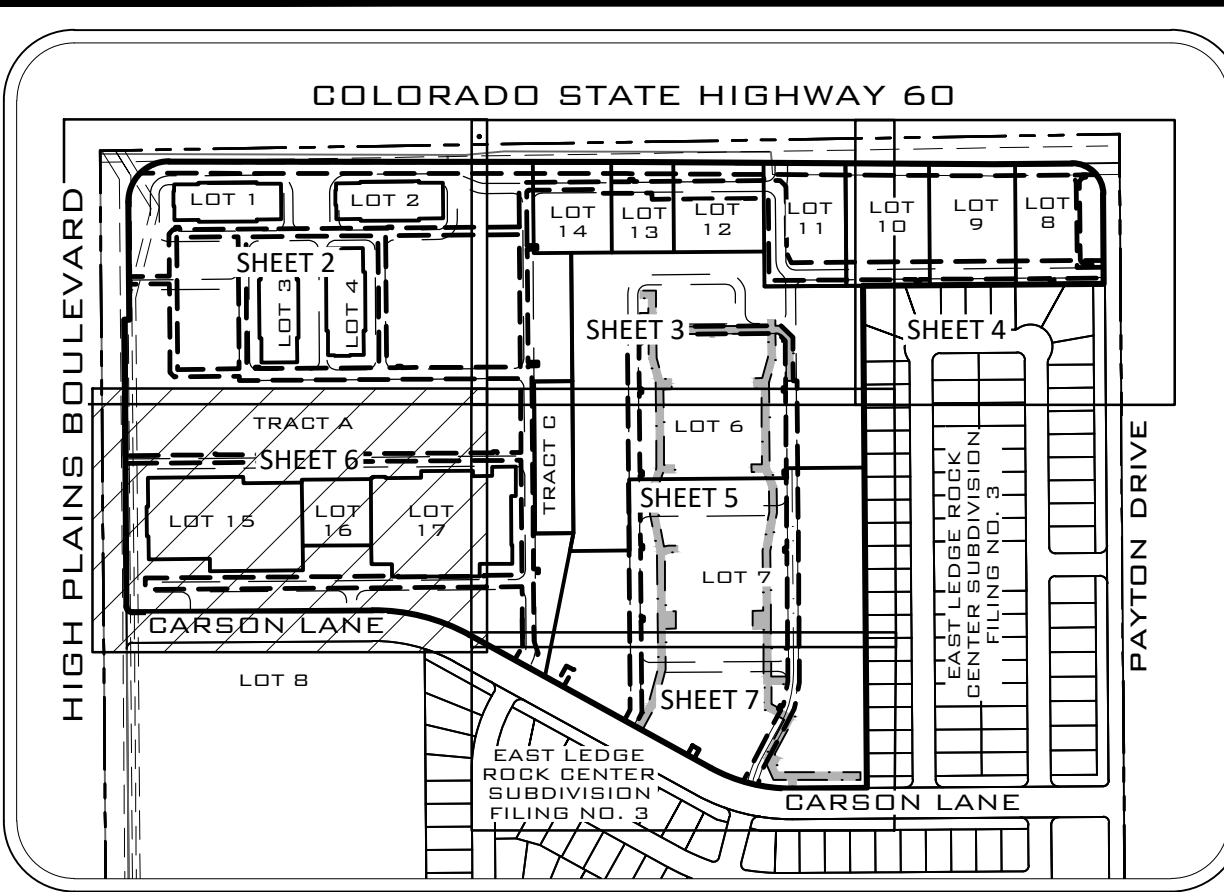 COLORADO STATE HIGHWAY 60
HIGH PLAINS BOULEVARD
LOT 1
LOT 2
SHEET 2
LOT 3
LOT 4
LOT
14
LOT
13
LOT
12
LOT
11
LOT
10
LOT
9
LOT
8
SHEET 3
SHEET 4
TRACT A
SHEET 6
LOT 15
LOT
16
LOT
17
TRACT C
LOT 6
SHEET 5
LOT 7
EAST LEDGE ROCK
CENTER SUBDIVISION
FILING NO. 3
PAYTON DRIVE
CARSON LANE
LOT 8
SHEET 7
EAST LEDGE
ROCK CENTER
SUBDIVISION
FILING NO. 3
CARSON LANE